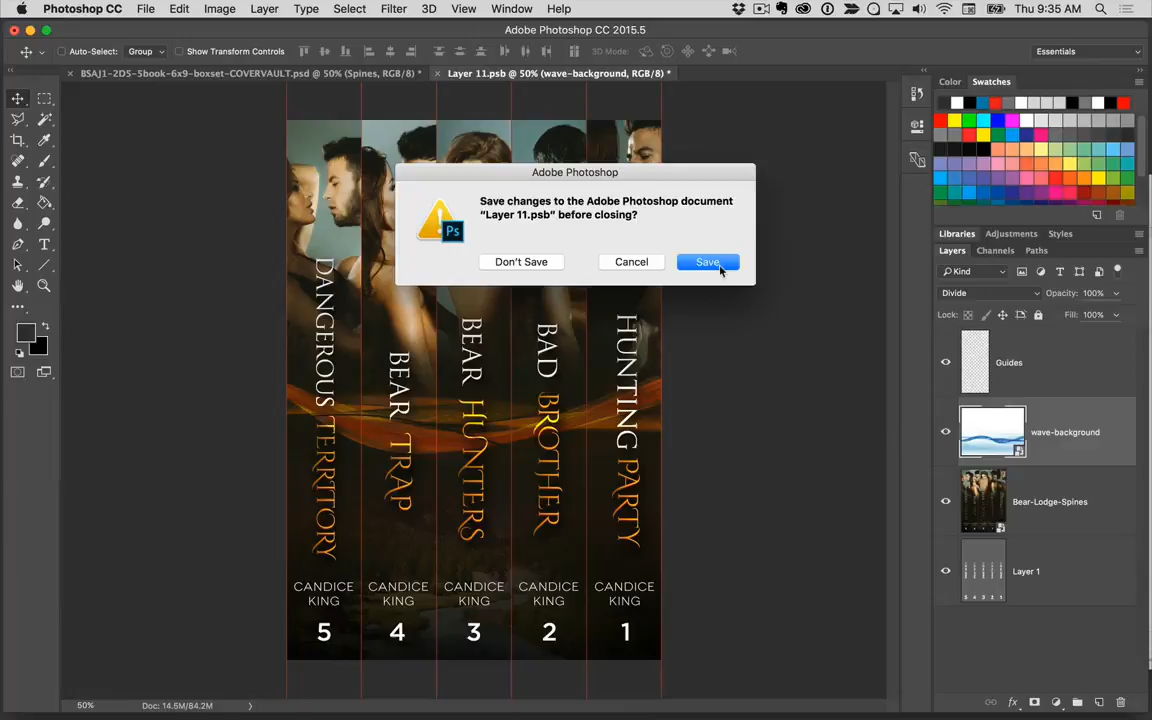 Photoshop CC File Edit Image Layer Type Select Filter 3D View Window Help Thu 9:35 AM
Adobe Photoshop CC 2015.5
Auto-Select: Group Show Transform Controls 3D Mode: Essentials
× BSAJ1-2D5-5book-6x9-boxset-COVERVAULT.psd @ 50% (Spines, RGB/8) * × Layer 11.psb @ 50% (wave-background, RGB/8) *
Color Swatches
Adobe Photoshop
Save changes to the Adobe Photoshop document
“Layer 11.psb” before closing?
Ps
Don’t Save Cancel Save
Libraries Adjustments Styles
Layers Channels Paths
Kind
Divide Opacity: 100%
Lock: Fill: 100%
Guides
wave-background
Bear-Lodge-Spines
Layer 1
DANGEROUS TERRITORY
BEAR TRAP
BEAR HUNTERS
BAD BROTHER
HUNTING PARTY
CANDICE CANDICE CANDICE CANDICE CANDICE
KING KING KING KING KING
5 4 3 2 1
50% Doc: 14.5M/84.2M